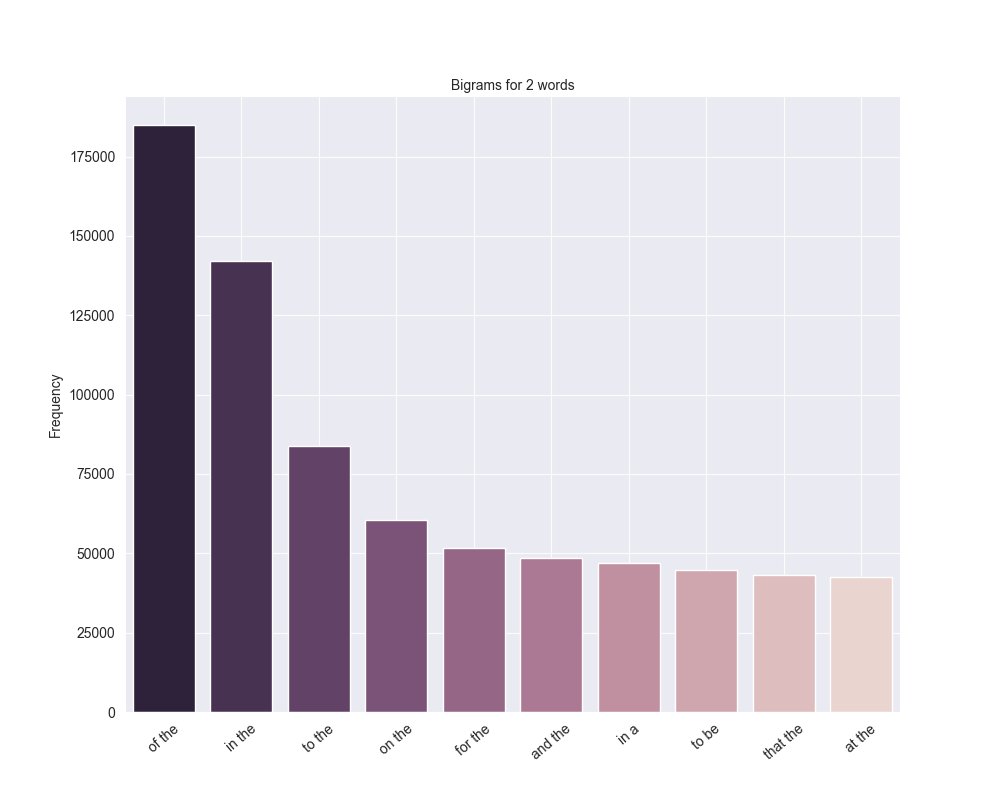 Bigrams for 2 words
175000
150000
125000
100000
75000
50000
25000
0
Frequency
of the
in the
to the
on the
for the
and the
in a
to be
that the
at the